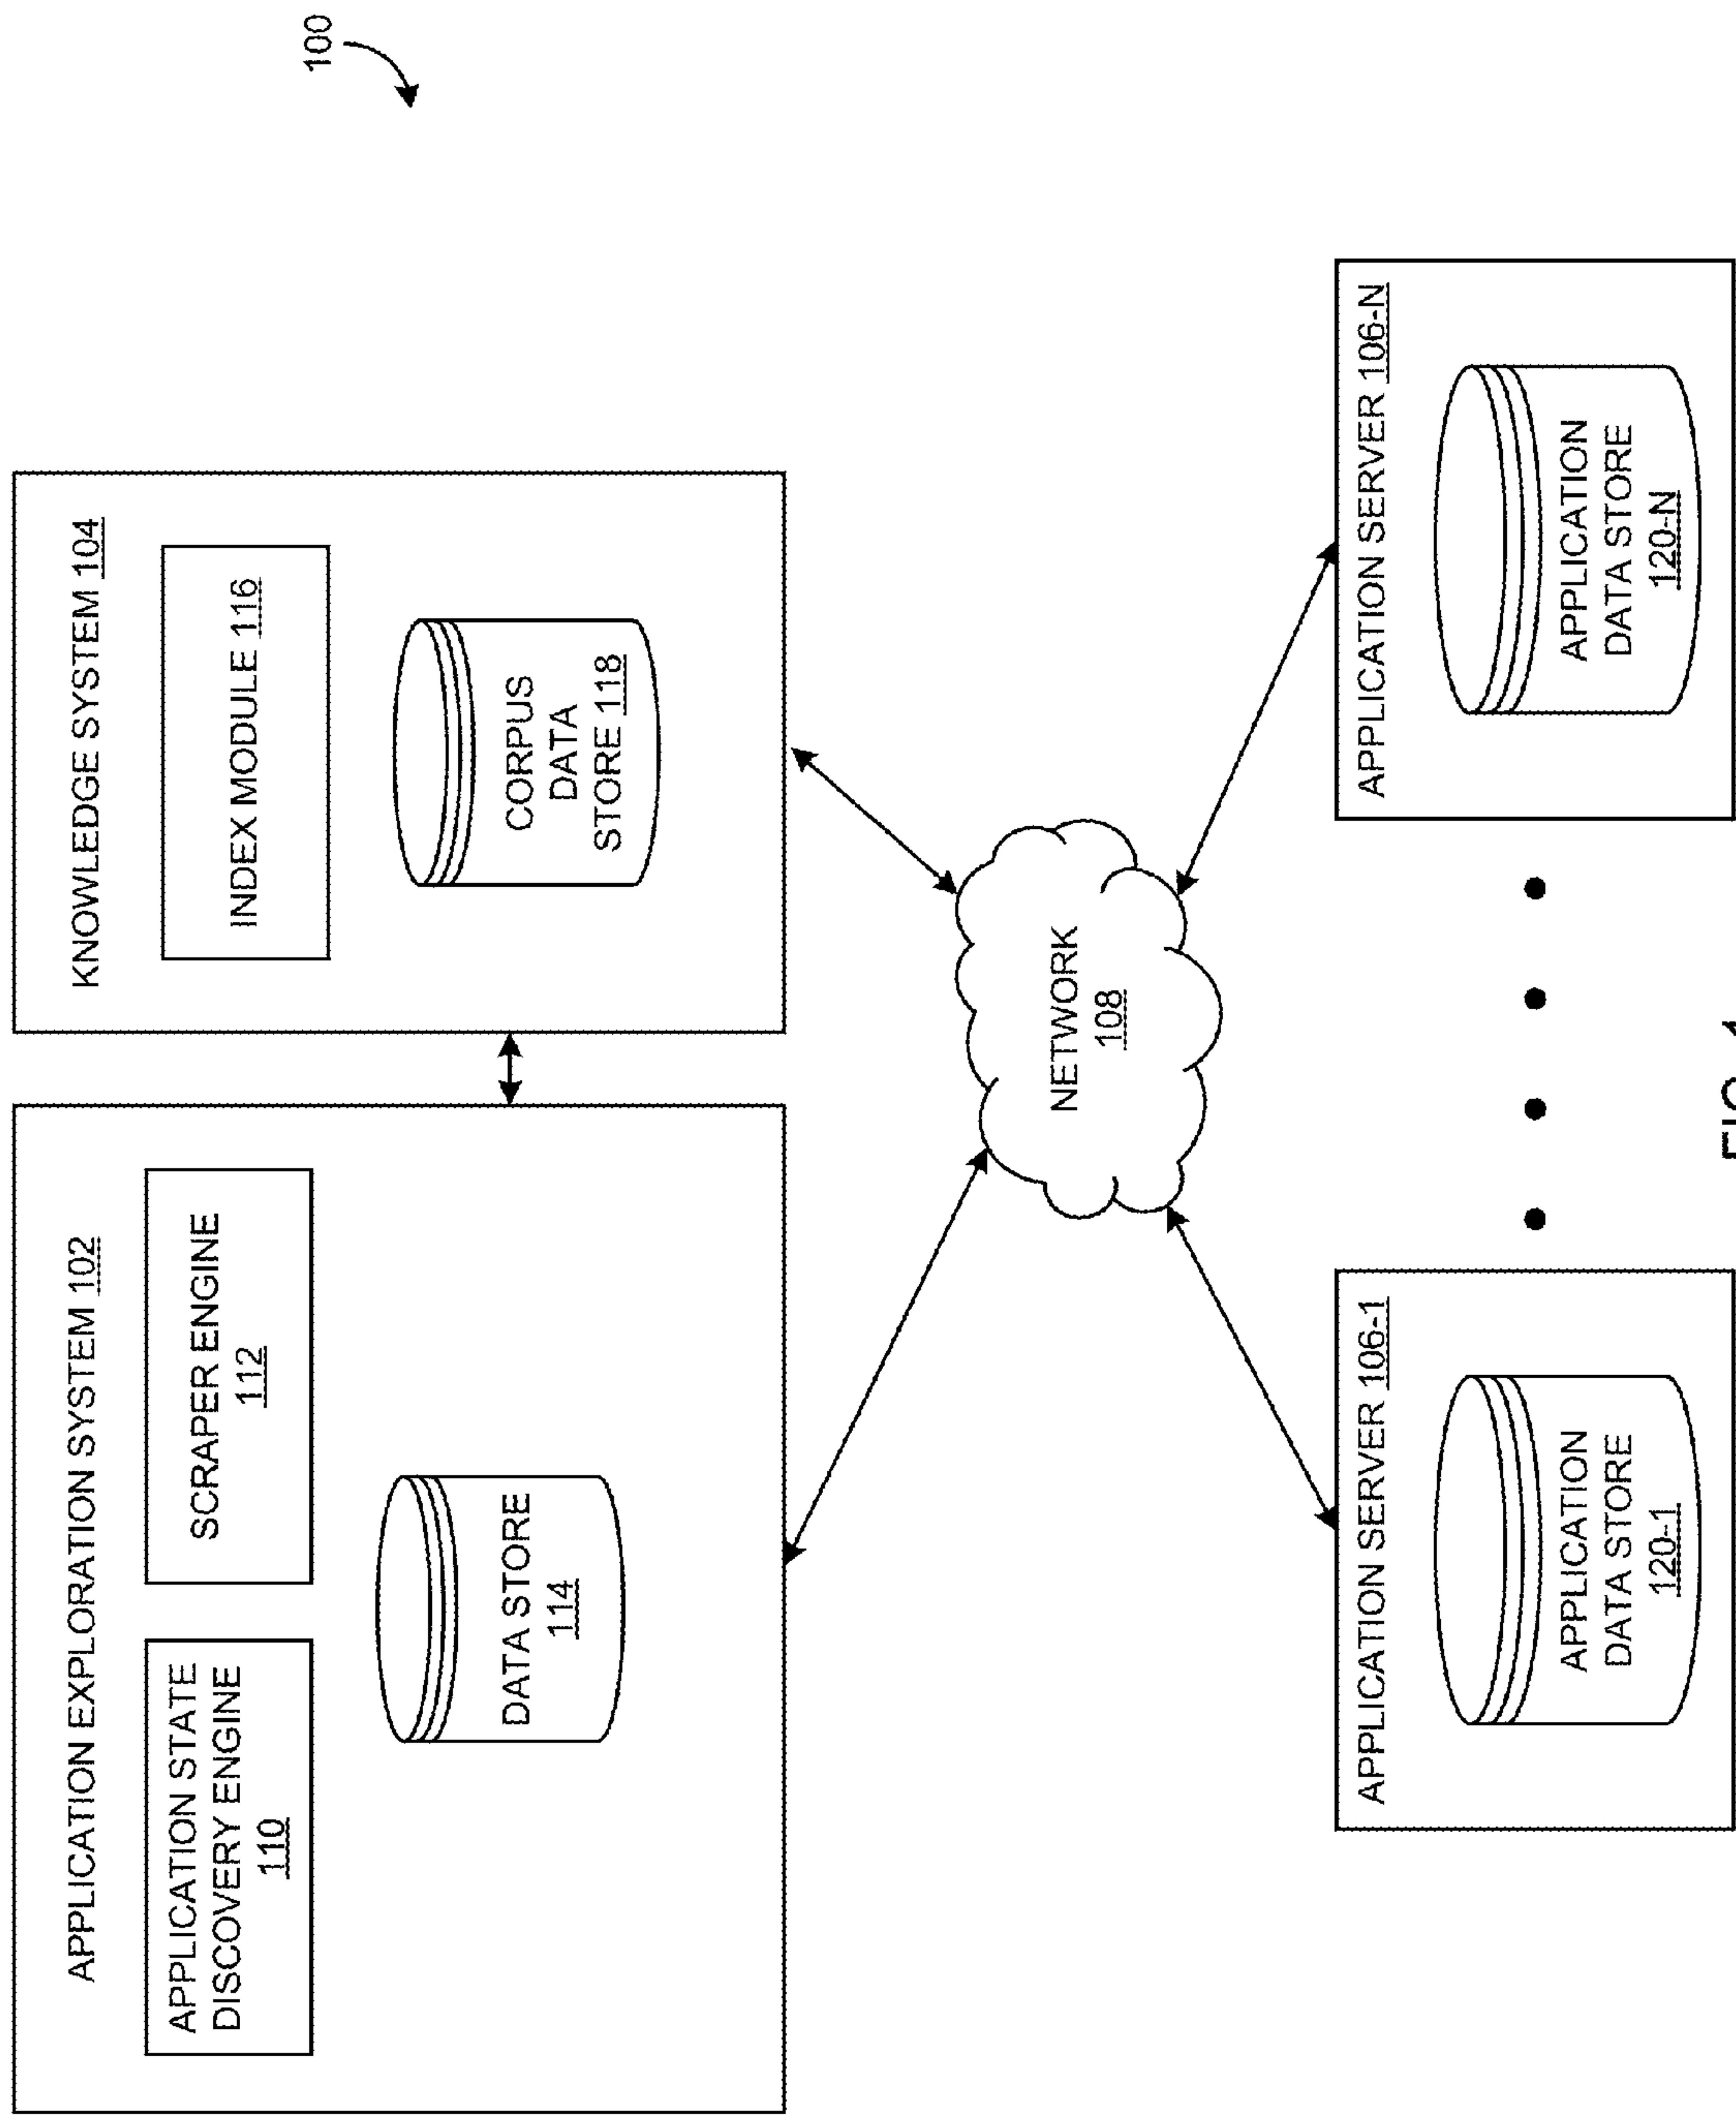 100
APPLICATION EXPLORATION SYSTEM 102
APPLICATION STATE
DISCOVERY ENGINE
110
SCRAPER ENGINE
112
DATA STORE
114
KNOWLEDGE SYSTEM 104
INDEX MODULE 116
CORPUS
DATA
STORE 118
NETWORK
108
APPLICATION SERVER 106-1
APPLICATION
DATA STORE
120-1
APPLICATION SERVER 106-N
APPLICATION
DATA STORE
120-N